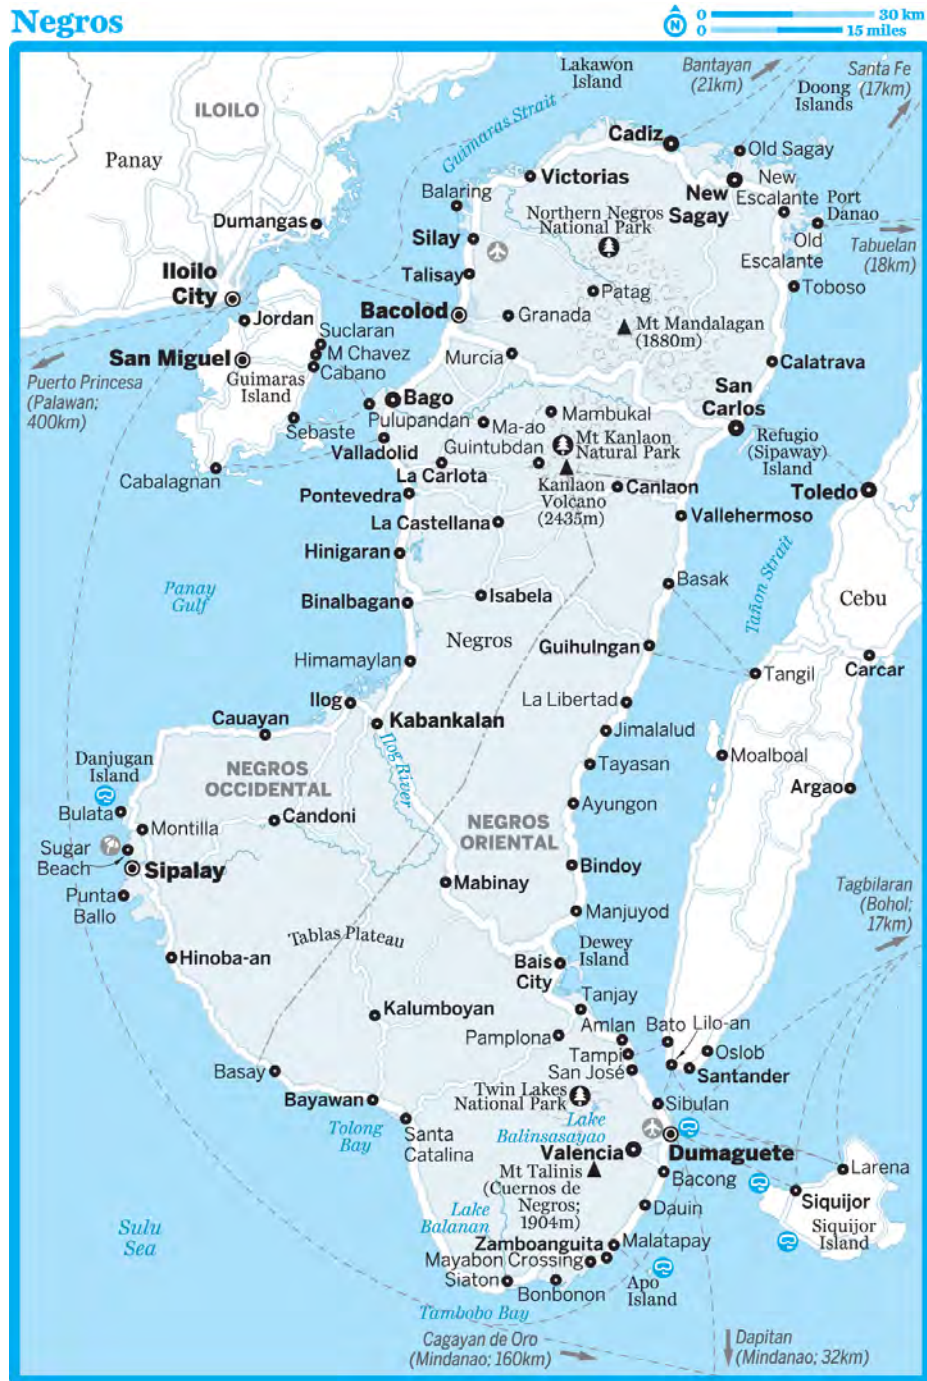 Negros
0 30 km
0 15 miles
Lakawon
Island
Bantayan
(21km)
Santa Fe
(17km)
Doong
Islands
ILOILO
Guimaras Strait
Cadiz
Panay
Old Sagay
Victorias
New
Sagay
New
Escalante
Port
Danao
Balaring
Northern Negros
National Park
Dumangas
Silay
Old
Escalante
Tabuelan
(18km)
Talisay
Iloilo
City
Patag
Toboso
Bacolod
Granada
Jordan
Mt Mandalagan
(1880m)
Suclaran
M Chavez
Cabano
San Miguel
Guimaras
Island
Murcia
Calatrava
Puerto Princesa
(Palawan;
400km)
San
Carlos
Bago
Pulupandan
Mambukal
Ma-ao
Sebaste
Valladolid
Guintubdan
Mt Kanlaon
Natural Park
Refugio
(Sipaway)
Island
Cabalagnan
La Carlota
Kanlaon
Volcano
(2435m)
Canlaon
Toledo
Pontevedra
La Castellana
Vallehermoso
Hinigaran
Tañon Strait
Panay
Gulf
Basak
Isabela
Binalbagan
Cebu
Negros
Guihulngan
Himamaylan
Tangil
Carcar
Ilog
La Libertad
Cauayan
Kabankalan
Jimalalud
Ilog River
Danjugan
Island
NEGROS
OCCIDENTAL
Tayasan
Moalboal
Argao
Bulata
Candoni
Ayungon
Montilla
NEGROS
ORIENTAL
Sugar
Beach
Sipalay
Bindoy
Mabinay
Tagbilaran
(Bohol;
17km)
Punta
Ballo
Manjuyod
Tablas Plateau
Dewey
Island
Hinoba-an
Bais
City
Tanjay
Kalumboyan
Amlan
Bato
Lilo-an
Pamplona
Tampi
Oslob
San José
Santander
Basay
Twin Lakes
National Park
Bayawan
Sibulan
Tolong
Bay
Santa
Catalina
Lake
Balinsasayao
Valencia
Dumaguete
Mt Talinis
(Cuernos de
Negros;
1904m)
Bacong
Larena
Siquijor
Lake
Balanan
Dauin
Siquijor
Island
Sulu
Sea
Zamboanguita
Malatapay
Mayabon Crossing
Siaton
Bonbonon
Apo
Island
Tambobo Bay
Cagayan de Oro
(Mindanao; 160km)
Dapitan
(Mindanao; 32km)
N